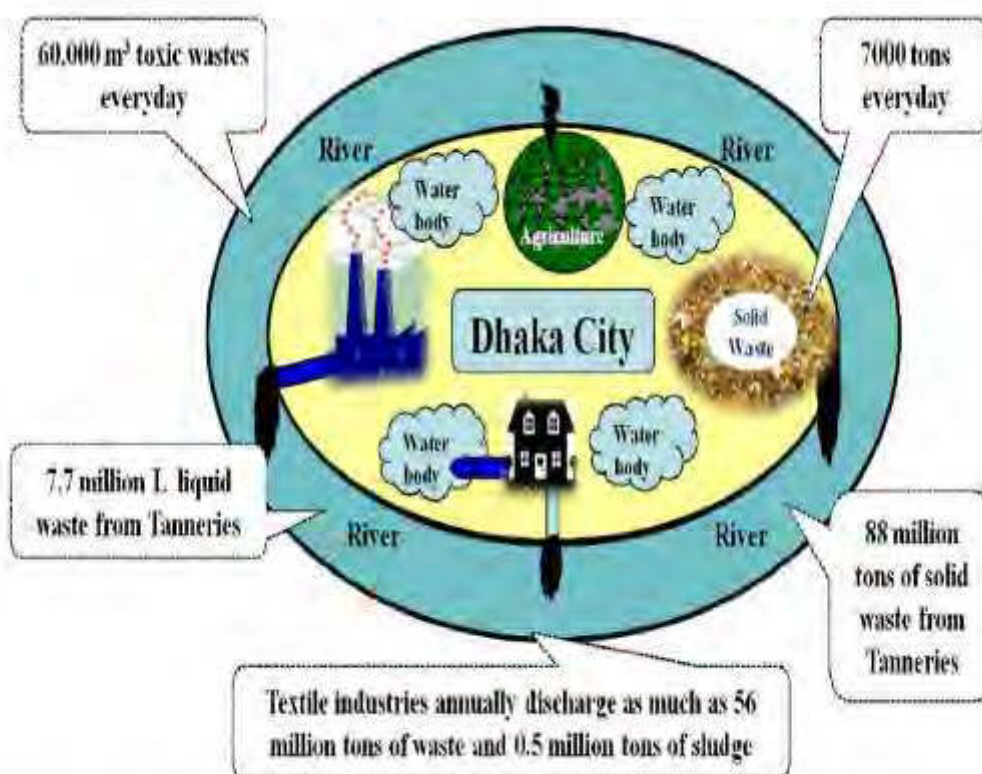 60,000 m³ toxic wastes
everyday
7000 tons
everyday
River
River
Water
body
Agriculture
Water
body
Dhaka City
Solid
Waste
Water
body
Water
body
7.7 million L liquid
waste from Tanneries
River
River
88 million
tons of solid
waste from
Tanneries
Textile industries annually discharge as much as 56
million tons of waste and 0.5 million tons of sludge